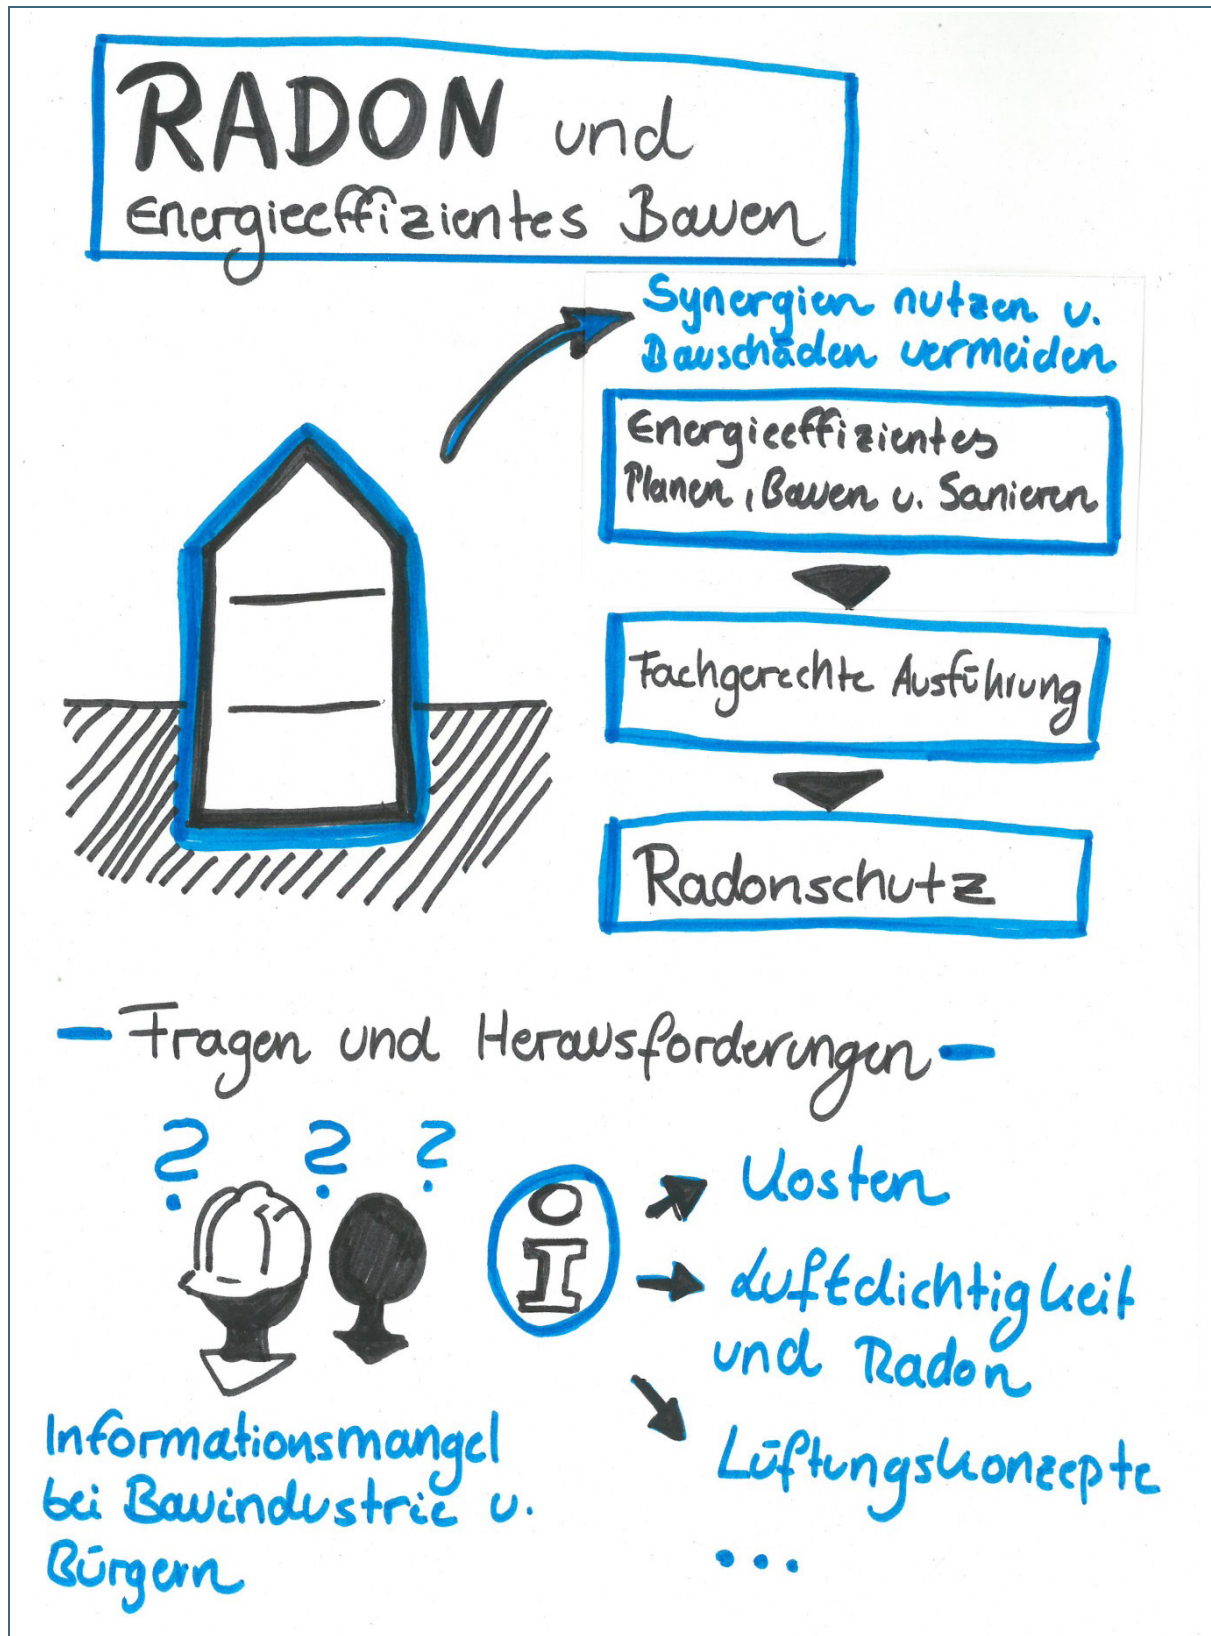 RADON und
Energieeffizientes Bauen
Synergien nutzen u.
Bauschäden vermeiden
Energieeffizientes
Planen, Bauen u. Sanieren
Fachgerechte Ausführung
Radonschutz
- Fragen und Herausforderungen -
? ? ?
i
Kosten
Luftdichtigkeit
und Radon
Lüftungskonzepte
...
Informationsmangel
bei Bauindustrie u.
Bürgern